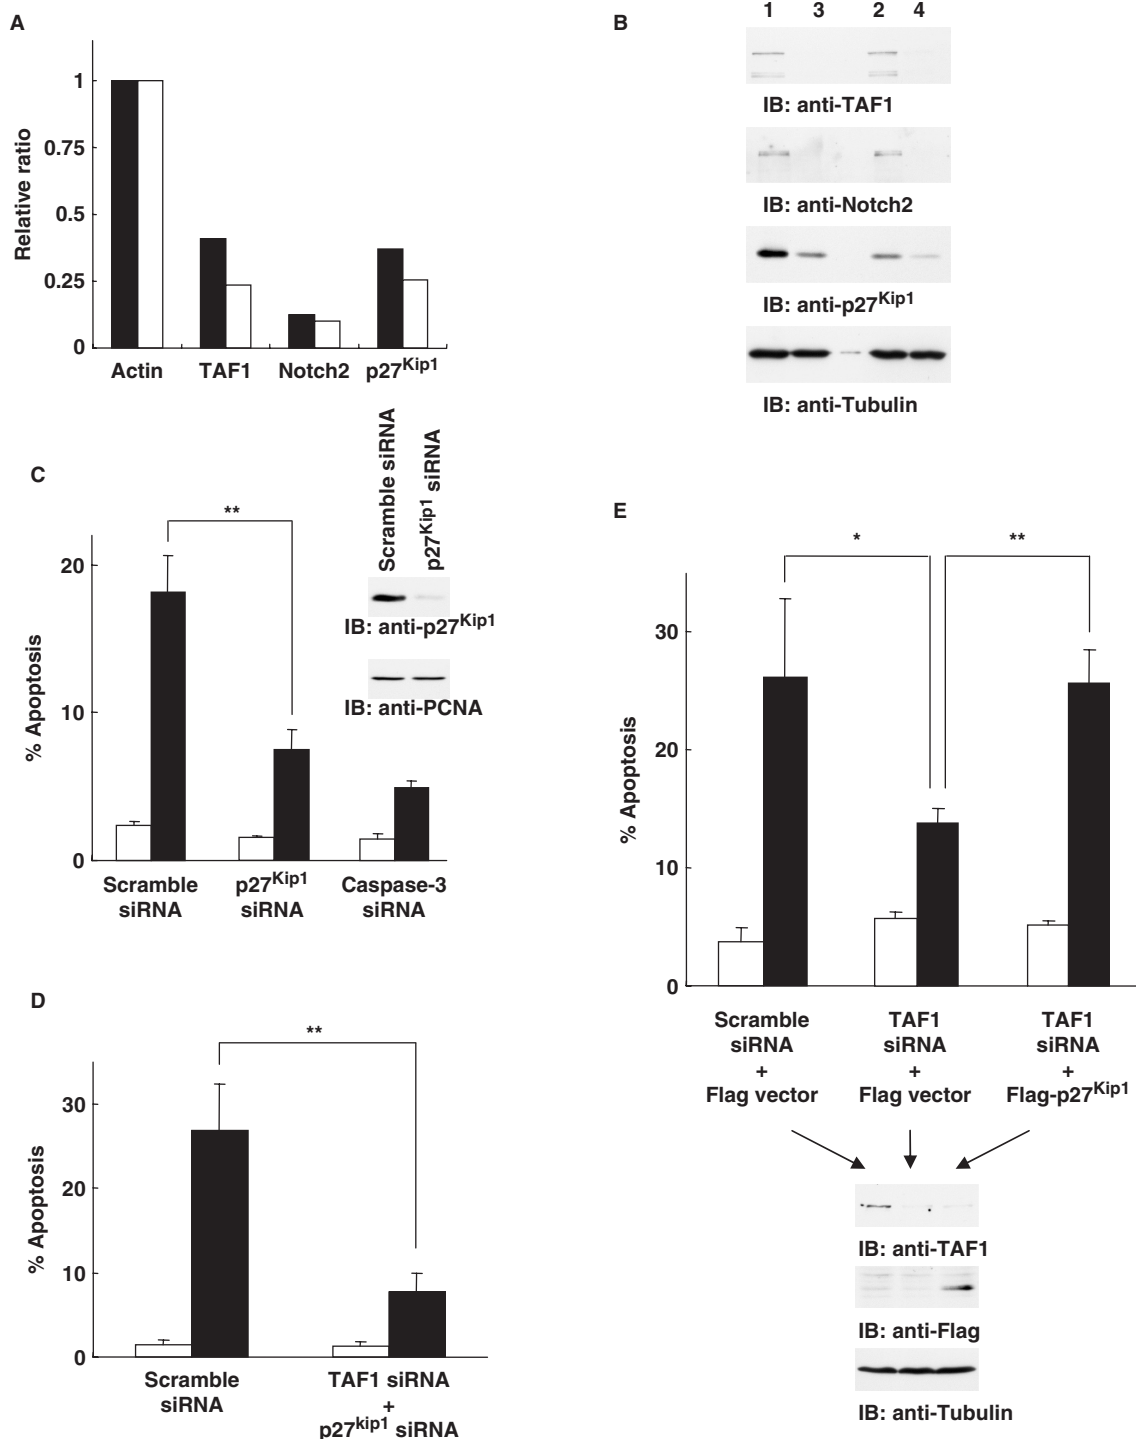 A
Relative ratio
1
0.75
0.5
0.25
0
Actin TAF1 Notch2 p27Kip1
B
1 3 2 4
IB: anti-TAF1
IB: anti-Notch2
IB: anti-p27Kip1
IB: anti-Tubulin
C
% Apoptosis
20
10
0
**
Scramble siRNA
p27Kip1 siRNA
IB: anti-p27Kip1
IB: anti-PCNA
Scramble p27Kip1 Caspase-3
siRNA siRNA siRNA
D
% Apoptosis
30
20
10
0
**
Scramble
siRNA
TAF1 siRNA
+
p27kip1 siRNA
E
% Apoptosis
30
20
10
0
*
**
Scramble TAF1 TAF1
siRNA siRNA siRNA
+ + +
Flag vector Flag vector Flag-p27Kip1
IB: anti-TAF1
IB: anti-Flag
IB: anti-Tubulin